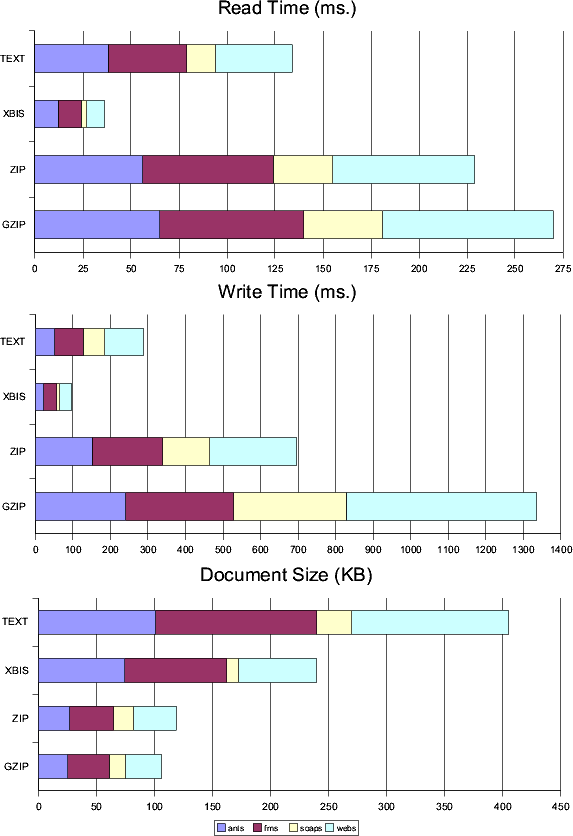 Read Time (ms.)
TEXT
XBIS
ZIP
GZIP
0 25 50 75 100 125 150 175 200 225 250 275
Write Time (ms.)
TEXT
XBIS
ZIP
GZIP
0 100 200 300 400 500 600 700 800 900 1000 1100 1200 1300 1400
Document Size (KB)
TEXT
XBIS
ZIP
GZIP
0 50 100 150 200 250 300 350 400 450
ants fms soaps webs